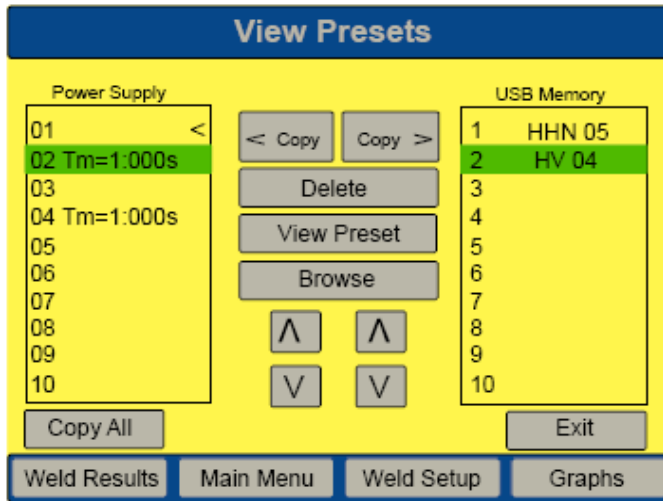 View Presets
Power Supply
01 <
02 Tm=1:000s
03
04 Tm=1:000s
05
06
07
08
09
10
Copy All
< Copy
Copy >
Delete
View Preset
Browse
Λ Λ
V V
USB Memory
1 HHN 05
2 HV 04
3
4
5
6
7
8
9
10
Exit
Weld Results
Main Menu
Weld Setup
Graphs